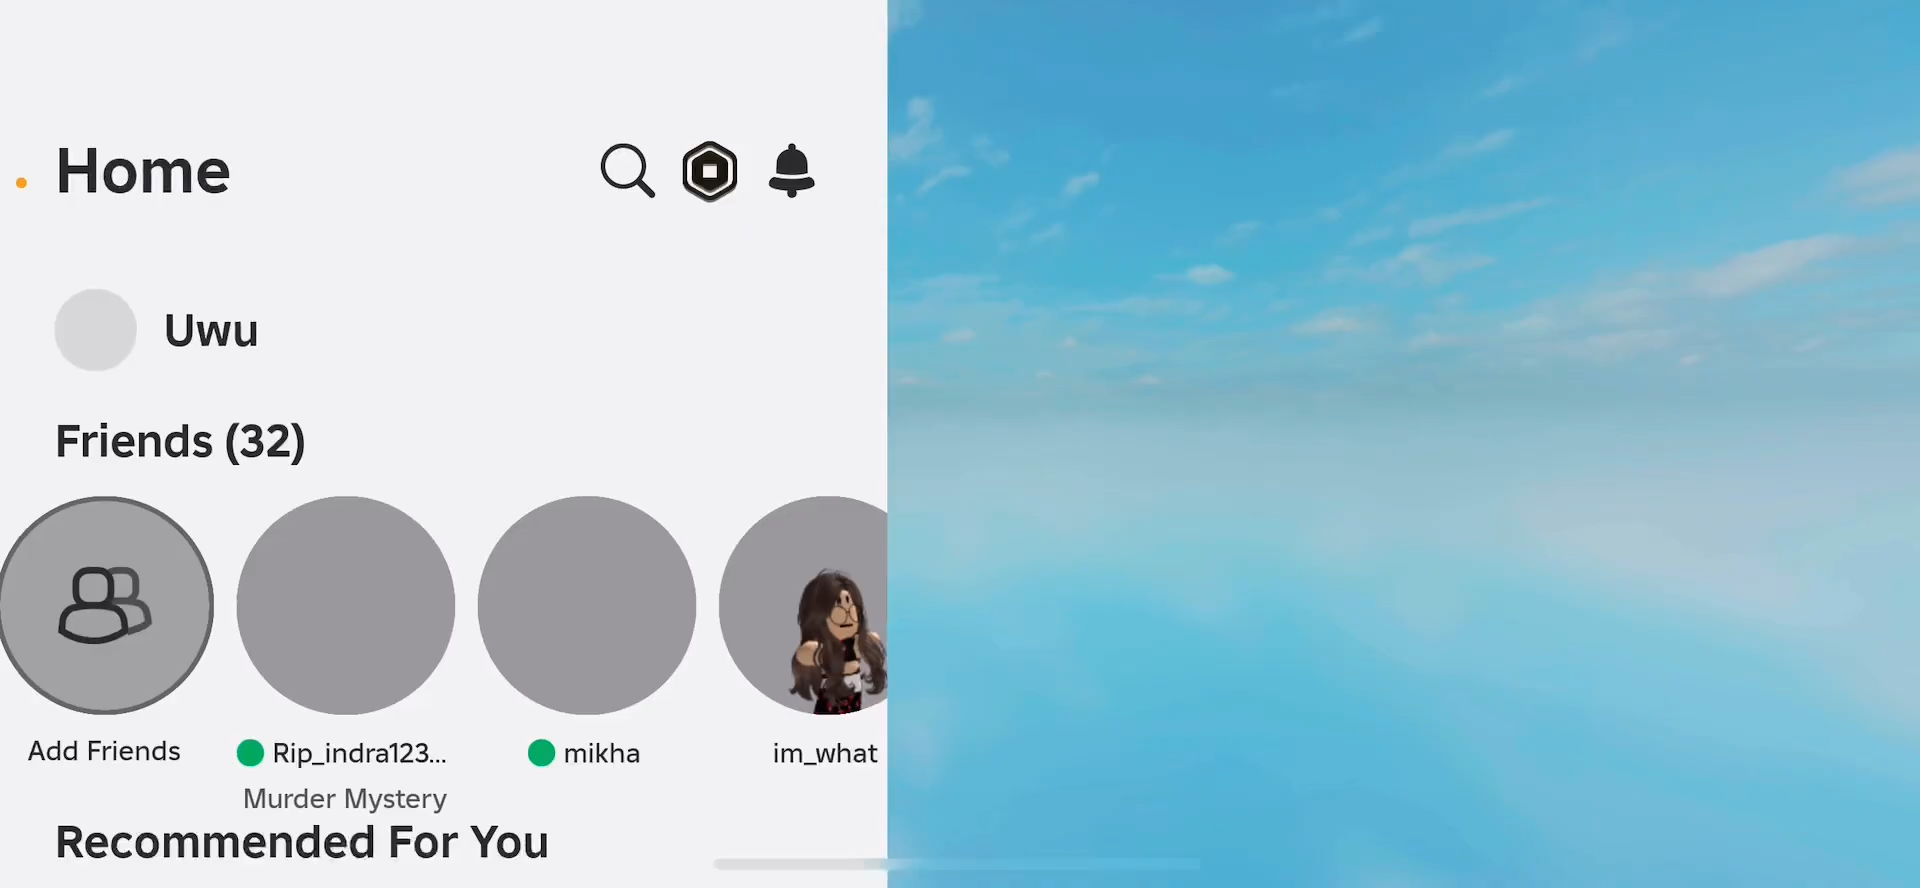 Home
Uwu
Friends (32)
Add Friends
Rip_indra123...
mikha
im_what
Murder Mystery
Recommended For You